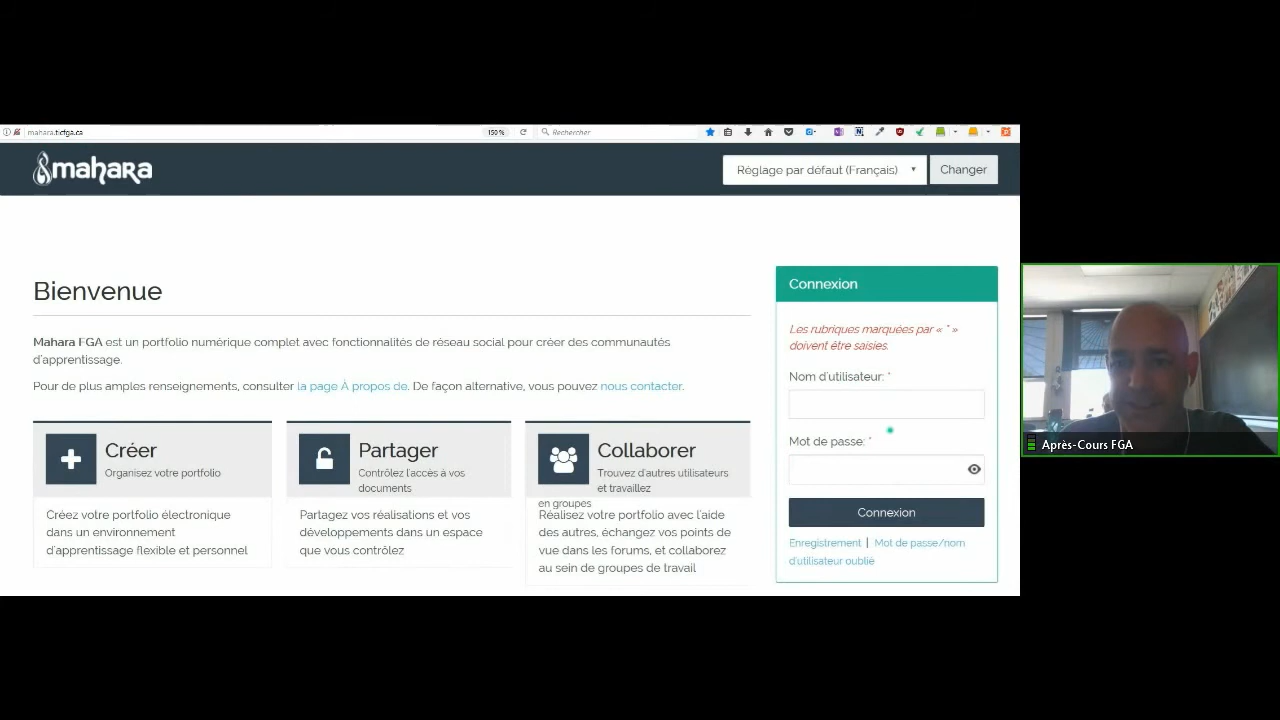 mahara.ticfga.ca
150%
Rechercher
mahara
Réglage par défaut (Français)
Changer
Bienvenue
Mahara FGA est un portfolio numérique complet avec fonctionnalités de réseau social pour créer des communautés
d'apprentissage.
Pour de plus amples renseignements, consulter la page À propos de. De façon alternative, vous pouvez nous contacter.
Créer
Organisez votre portfolio
Créez votre portfolio électronique
dans un environnement
d'apprentissage flexible et personnel
Partager
Contrôlez l'accès à vos
documents
Partagez vos réalisations et vos
développements dans un espace
que vous contrôlez
Collaborer
Trouvez d'autres utilisateurs
et travaillez
en groupes
Réalisez votre portfolio avec l'aide
des autres, échangez vos points de
vue dans les forums, et collaborez
au sein de groupes de travail
Connexion
Les rubriques marquées par « * »
doivent être saisies.
Nom d'utilisateur: *
Mot de passe: *
Connexion
Enregistrement | Mot de passe/nom
d'utilisateur oublié
Après-Cours FGA